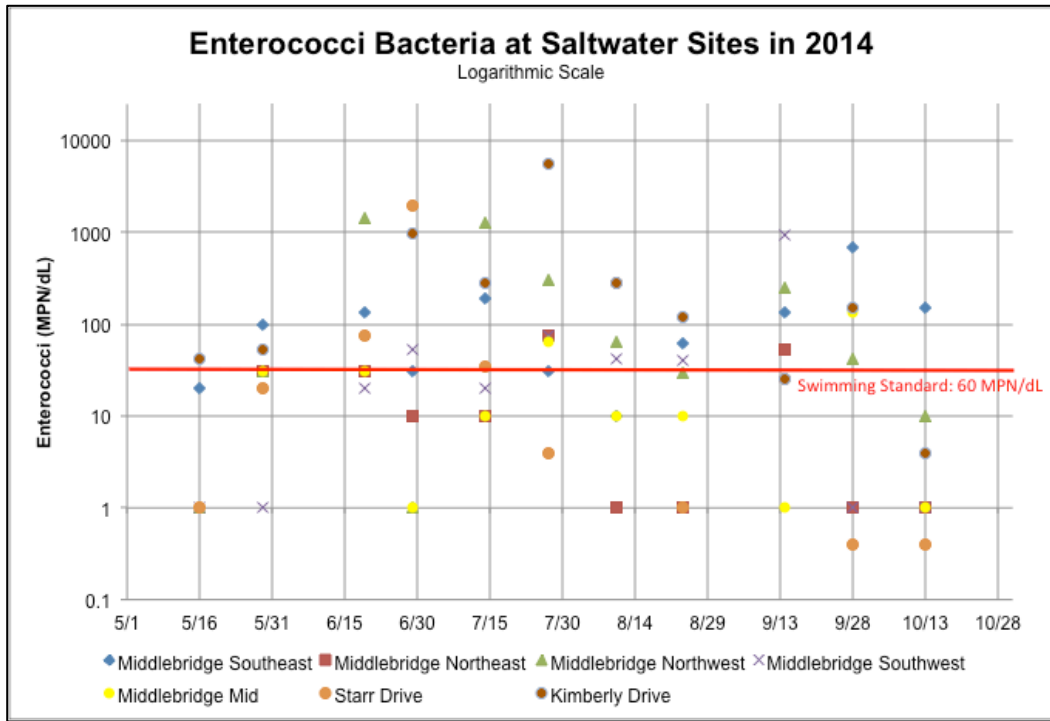 Enterococci Bacteria at Saltwater Sites in 2014
Logarithmic Scale
10000
1000
100
10
1
0.1
Enterococci (MPN/dL)
Swimming Standard: 60 MPN/dL
5/1 5/16 5/31 6/15 6/30 7/15 7/30 8/14 8/29 9/13 9/28 10/13 10/28
Middlebridge Southeast Middlebridge Northeast Middlebridge Northwest Middlebridge Southwest
Middlebridge Mid Starr Drive Kimberly Drive